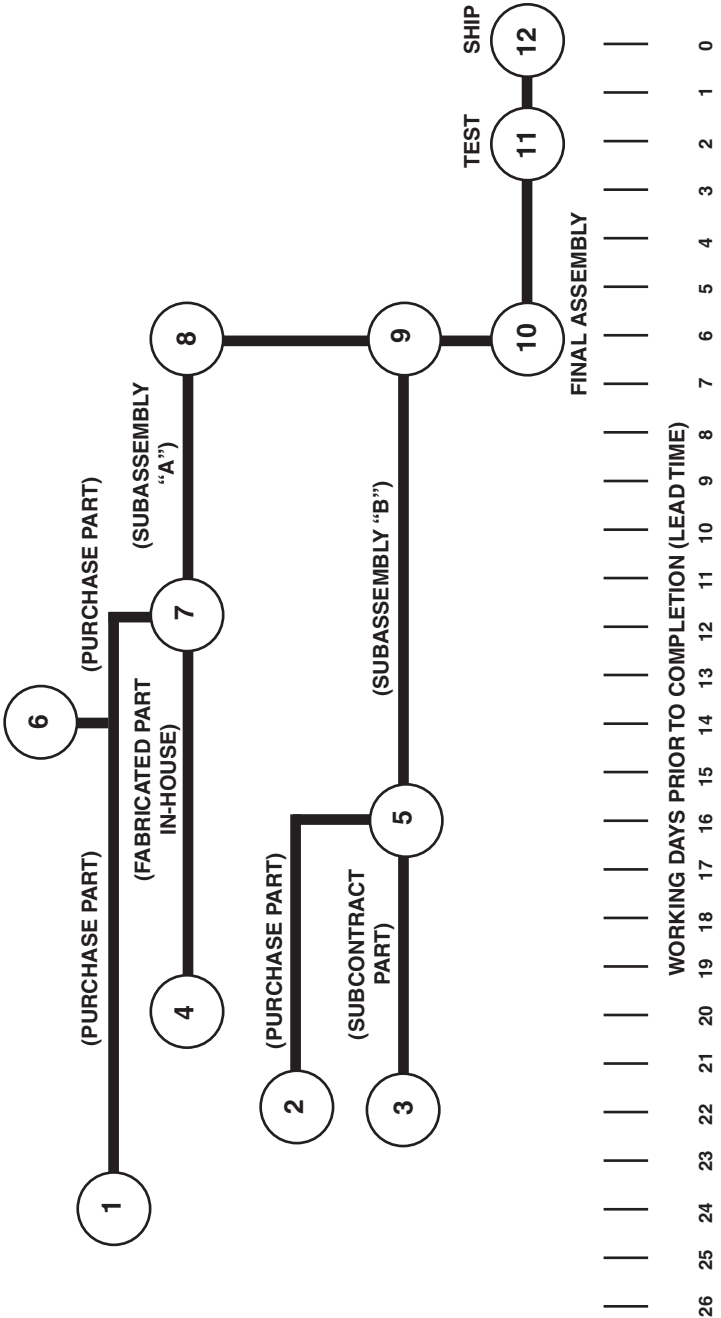 6
(PURCHASE PART)
(PURCHASE PART)
1
(FABRICATED PART
IN-HOUSE)
(SUBASSEMBLY
“A”)
4
7
8
(PURCHASE PART)
2
(SUBCONTRACT
PART)
(SUBASSEMBLY “B”)
3
5
9
TEST
SHIP
10
11
12
FINAL ASSEMBLY
WORKING DAYS PRIOR TO COMPLETION (LEAD TIME)
26 25 24 23 22 21 20 19 18 17 16 15 14 13 12 11 10 9 8 7 6 5 4 3 2 1 0